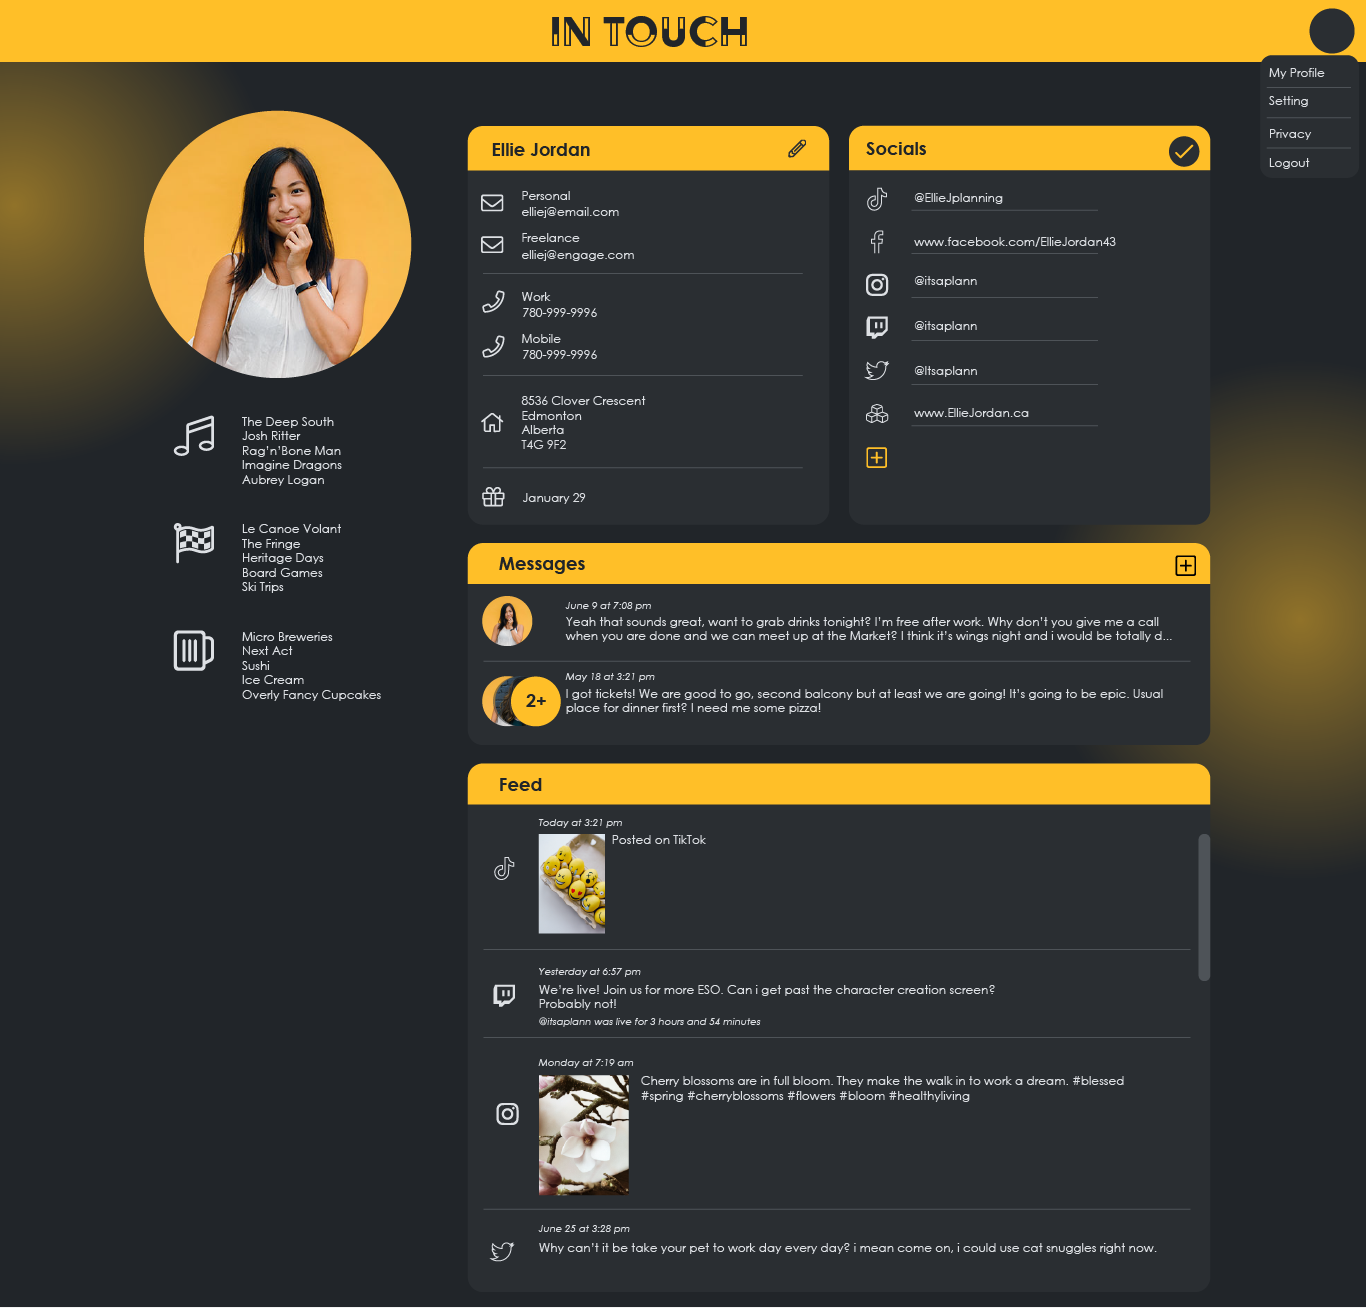 IN TOUCH
My Profile
Setting
Privacy
Logout
Ellie Jordan
Personal
elliej@email.com
Freelance
elliej@engage.com
Work
780-999-9996
Mobile
780-999-9996
8536 Clover Crescent
Edmonton
Alberta
T4G 9F2
January 29
Socials
@EllieJplanning
www.facebook.com/EllieJordan43
@itsaplann
@itsaplann
@Itsaplann
www.EllieJordan.ca
The Deep South
Josh Ritter
Rag'n'Bone Man
Imagine Dragons
Aubrey Logan
Le Canoe Volant
The Fringe
Heritage Days
Board Games
Ski Trips
Micro Breweries
Next Act
Sushi
Ice Cream
Overly Fancy Cupcakes
Messages
June 9 at 7:08 pm
Yeah that sounds great, want to grab drinks tonight? I'm free after work. Why don't you give me a call
when you are done and we can meet up at the Market? I think it's wings night and i would be totally d...
2+
May 18 at 3:21 pm
I got tickets! We are good to go, second balcony but at least we are going! It's going to be epic. Usual
place for dinner first? I need me some pizza!
Feed
Today at 3:21 pm
Posted on TikTok
Yesterday at 6:57 pm
We're live! Join us for more ESO. Can i get past the character creation screen?
Probably not!
@itsaplann was live for 3 hours and 54 minutes
Monday at 7:19 am
Cherry blossoms are in full bloom. They make the walk in to work a dream. #blessed
#spring #cherryblossoms #flowers #bloom #healthyliving
June 25 at 3:28 pm
Why can't it be take your pet to work day every day? i mean come on, i could use cat snuggles right now.